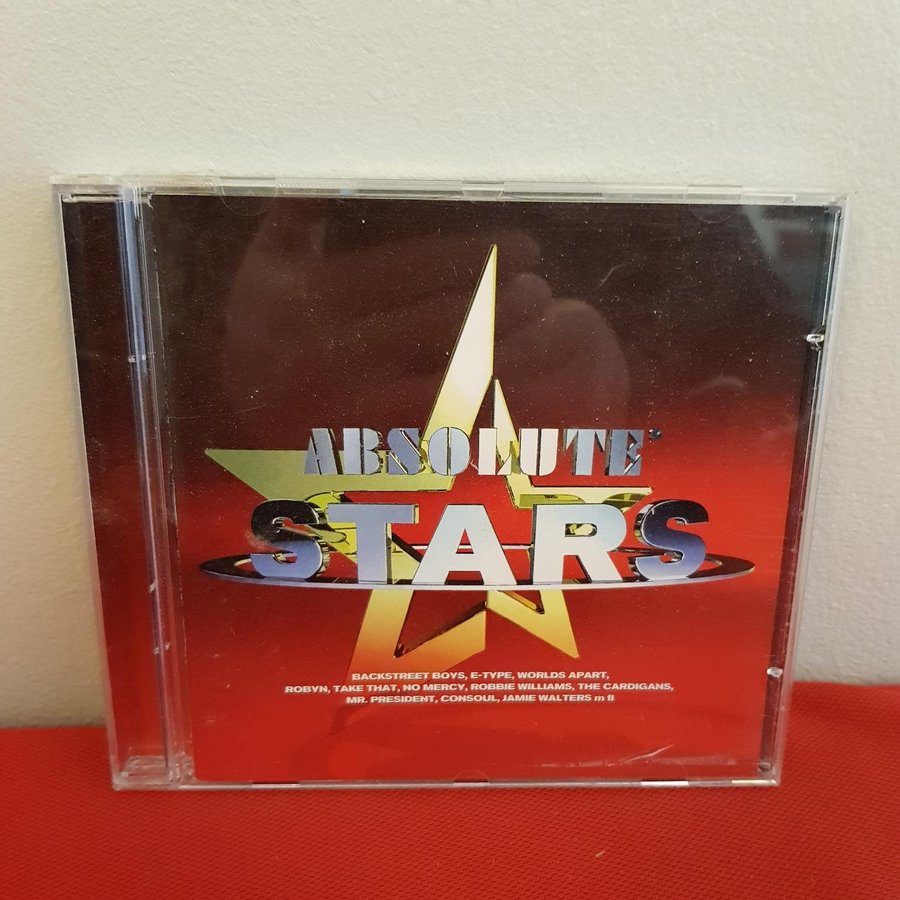 ABSOLUTE
STARS
BACKSTREET BOYS, E-TYPE, WORLDS APART,
ROBYN, TAKE THAT, NO MERCY, ROBBIE WILLIAMS, THE CARDIGANS,
MR. PRESIDENT, CONSOUL, JAMIE WALTERS m fl